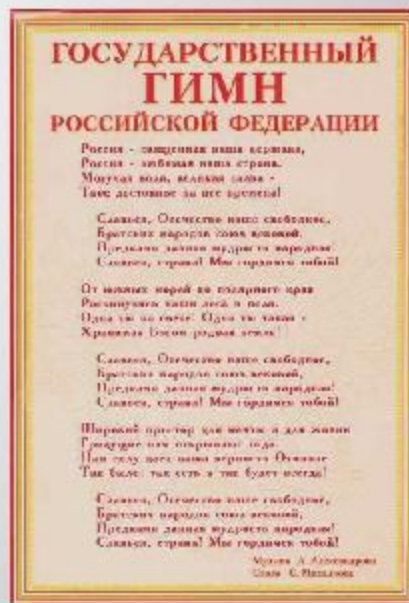 ГОСУДАРСТВЕННЫЙ
ГИМН
РОССИЙСКОЙ ФЕДЕРАЦИИ
Россия - священная наша держава,
Россия - любимая наша страна.
Могучая воля, великая слава -
Твоё достоянье на все времена!
Славься, Отечество наше свободное,
Братских народов союз вековой,
Предками данная мудрость народная!
Славься, страна! Мы гордимся тобой!
От южных морей до полярного края
Раскинулись наши леса и поля.
Одна ты на свете! Одна ты такая -
Хранимая Богом родная земля!
Славься, Отечество наше свободное,
Братских народов союз вековой,
Предками данная мудрость народная!
Славься, страна! Мы гордимся тобой!
Широкий простор для мечты и для жизни
Грядущие нам открывают года.
Нам силу даёт наша верность Отчизне.
Так было, так есть и так будет всегда!
Славься, Отечество наше свободное,
Братских народов союз вековой,
Предками данная мудрость народная!
Славься, страна! Мы гордимся тобой!
Музыка А. Александрова
Слова С. Михалкова